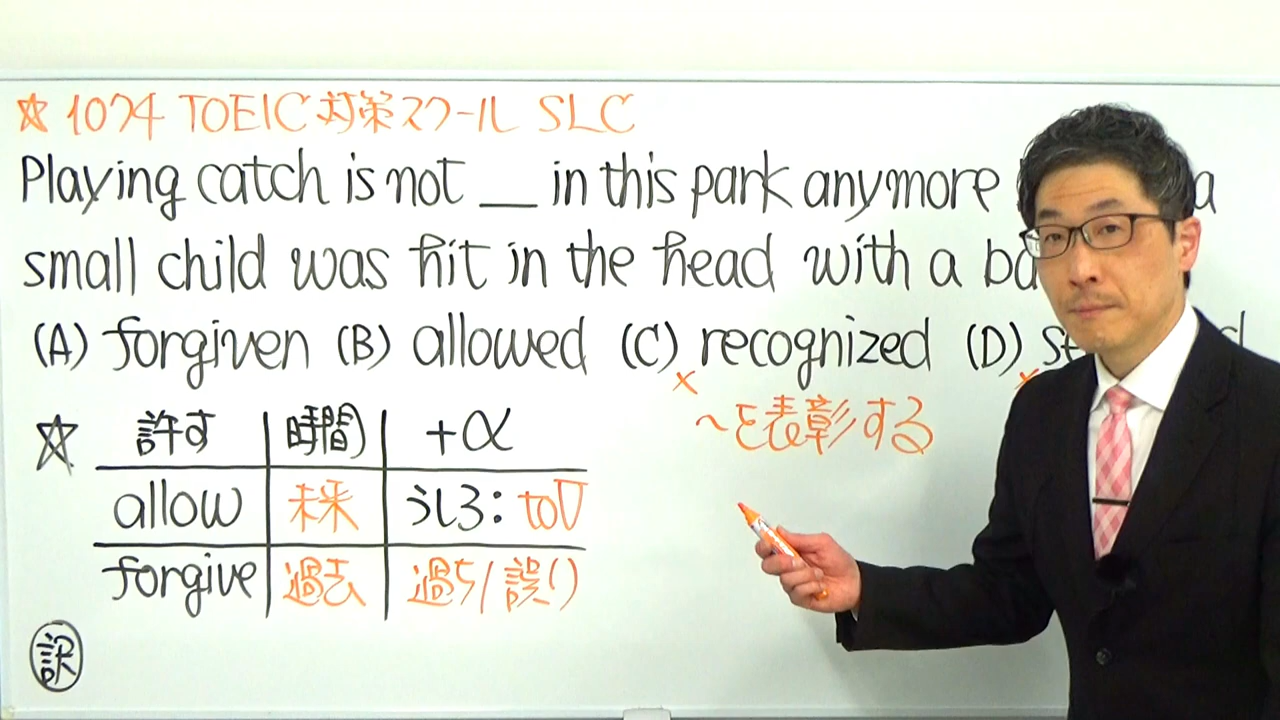 ☆ 1074 TOEIC対策スクール SLC
Playing catch is not __ in this park anymore a
small child was hit in the head with a
(A) forgiven (B) allowed (C) recognized (D)
× ×
~を表彰する
☆ 許す 時間 +α
allow 未来 うしろ:toV
forgive 過去 過ち/誤り
訳